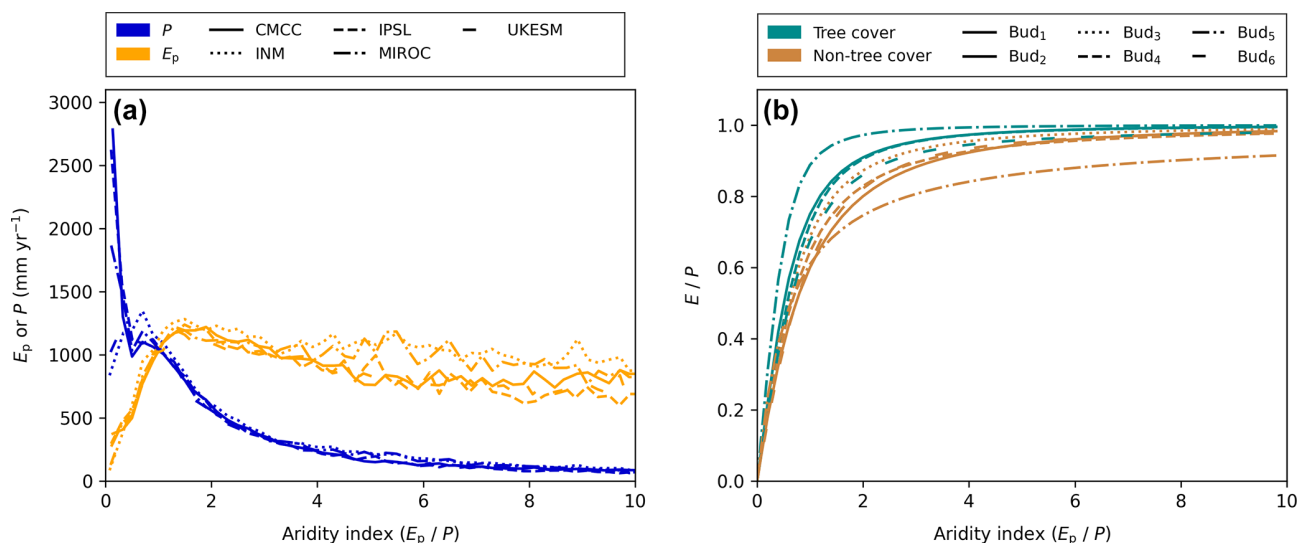 P CMCC IPSL UKESM
Eₚ INM MIROC
(a)
3000
2500
2000
1500
1000
500
0
Eₚ or P (mm yr⁻¹)
0 2 4 6 8 10
Aridity index (Eₚ / P)
Tree cover Bud₁ Bud₃ Bud₅
Non-tree cover Bud₂ Bud₄ Bud₆
(b)
1.0
0.8
0.6
0.4
0.2
0.0
E / P
0 2 4 6 8 10
Aridity index (Eₚ / P)